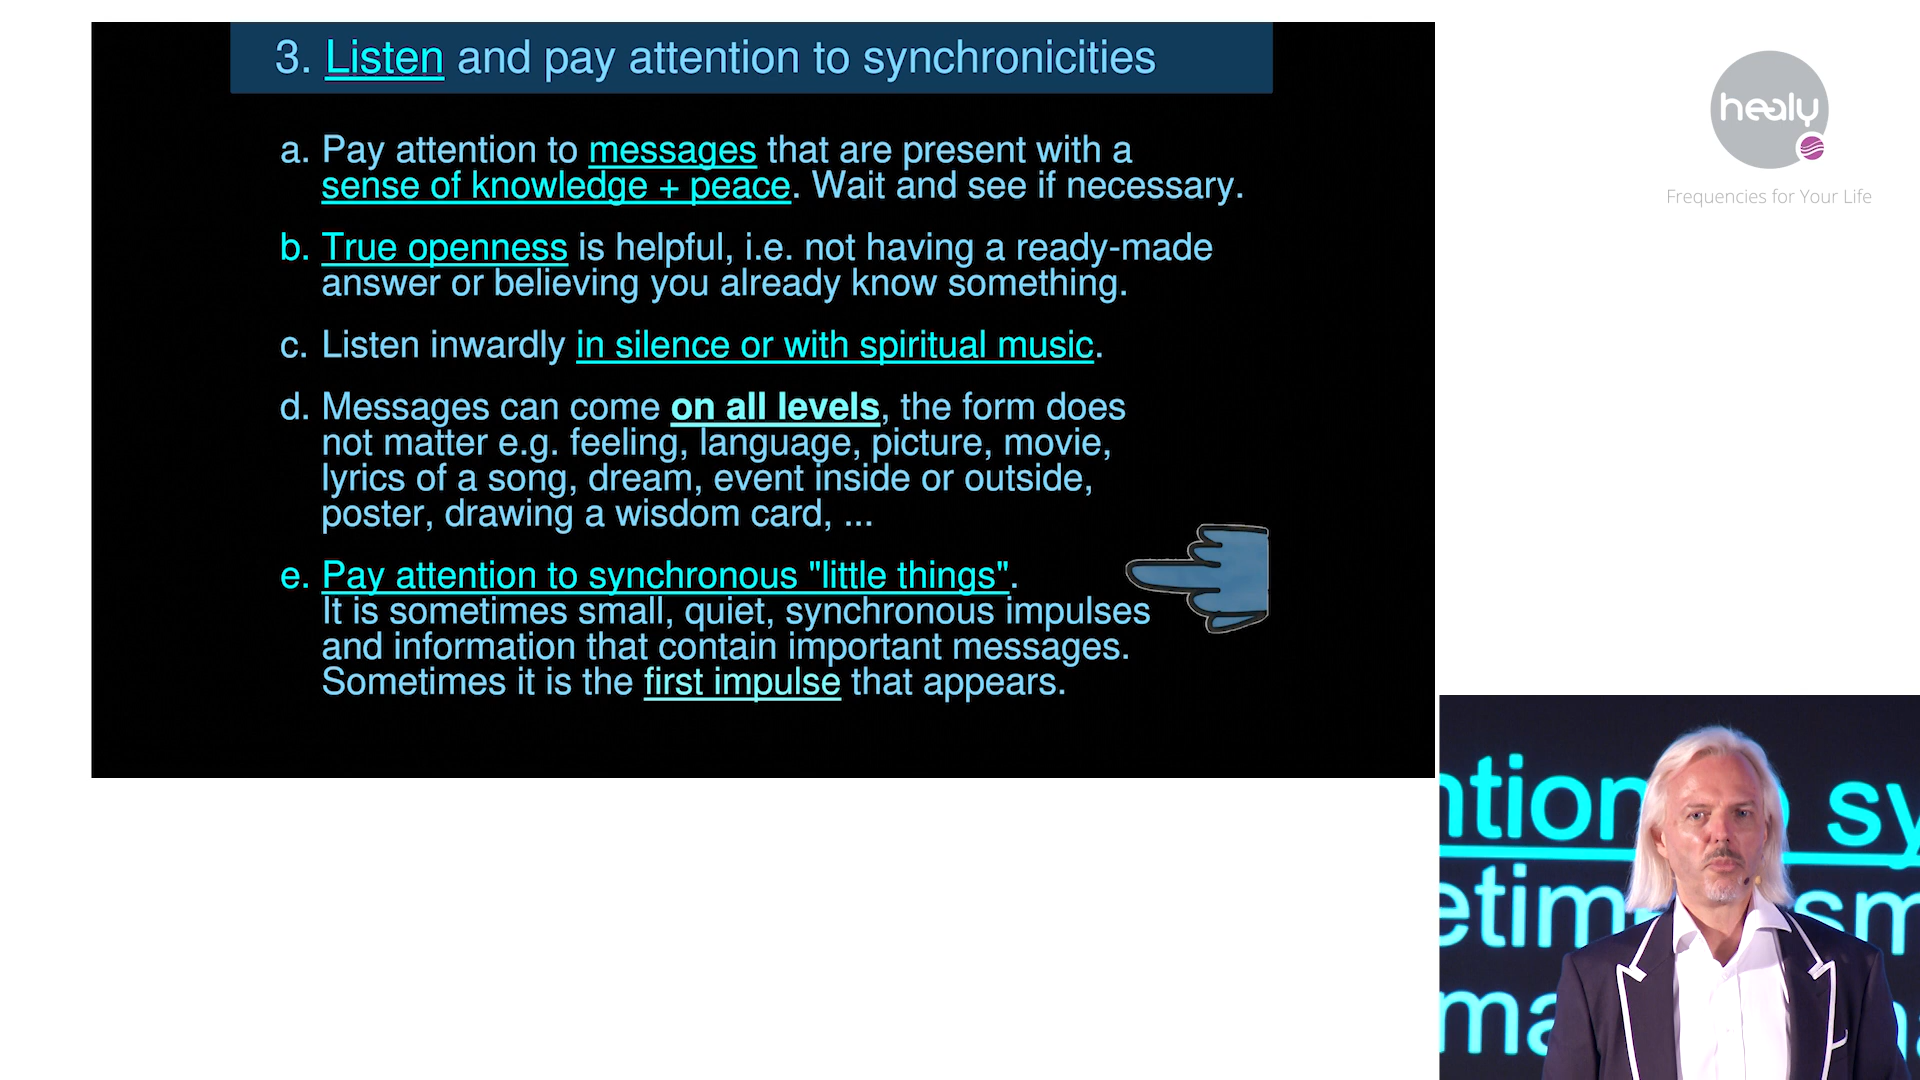 3. Listen and pay attention to synchronicities
a. Pay attention to messages that are present with a
sense of knowledge + peace. Wait and see if necessary.
b. True openness is helpful, i.e. not having a ready-made
answer or believing you already know something.
c. Listen inwardly in silence or with spiritual music.
d. Messages can come on all levels, the form does
not matter e.g. feeling, language, picture, movie,
lyrics of a song, dream, event inside or outside,
poster, drawing a wisdom card, ...
e. Pay attention to synchronous "little things".
It is sometimes small, quiet, synchronous impulses
and information that contain important messages.
Sometimes it is the first impulse that appears.
healy
Frequencies for Your Life
ntion sy
etim sm
ma